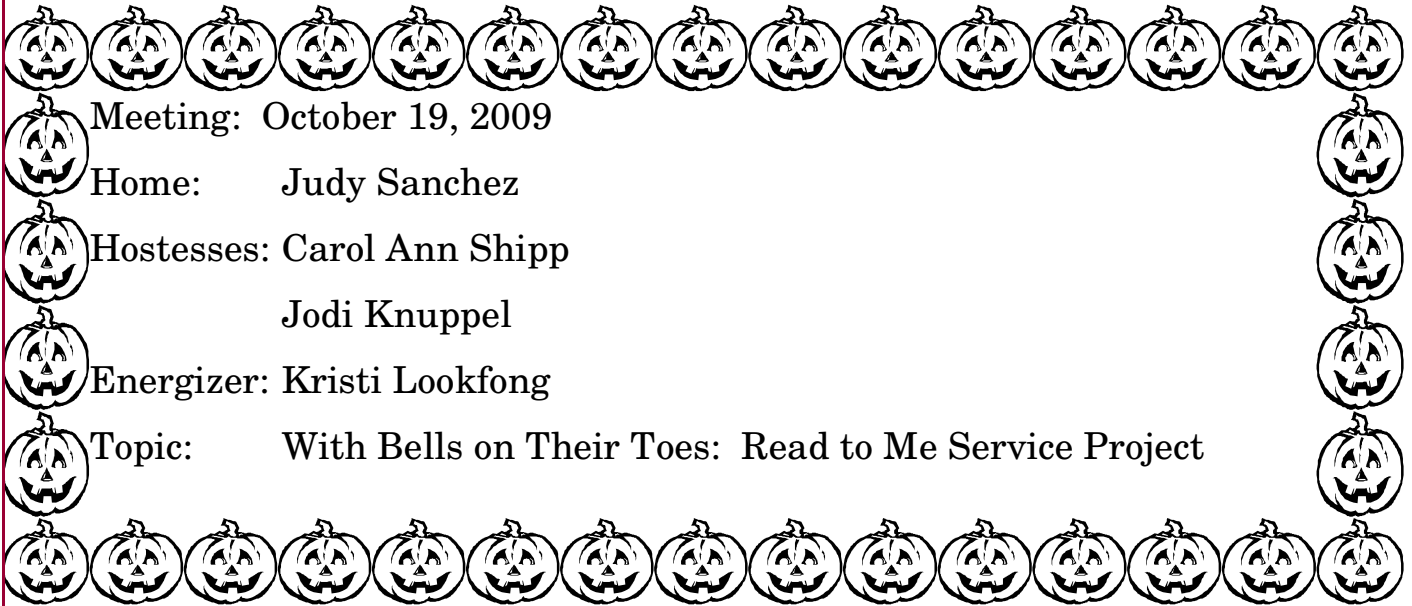 Meeting:  October 19, 2009
Home: Judy Sanchez
Hostesses: Carol Ann Shipp
Jodi Knuppel
Energizer: Kristi Lookfong
Topic: With Bells on Their Toes:  Read to Me Service Project